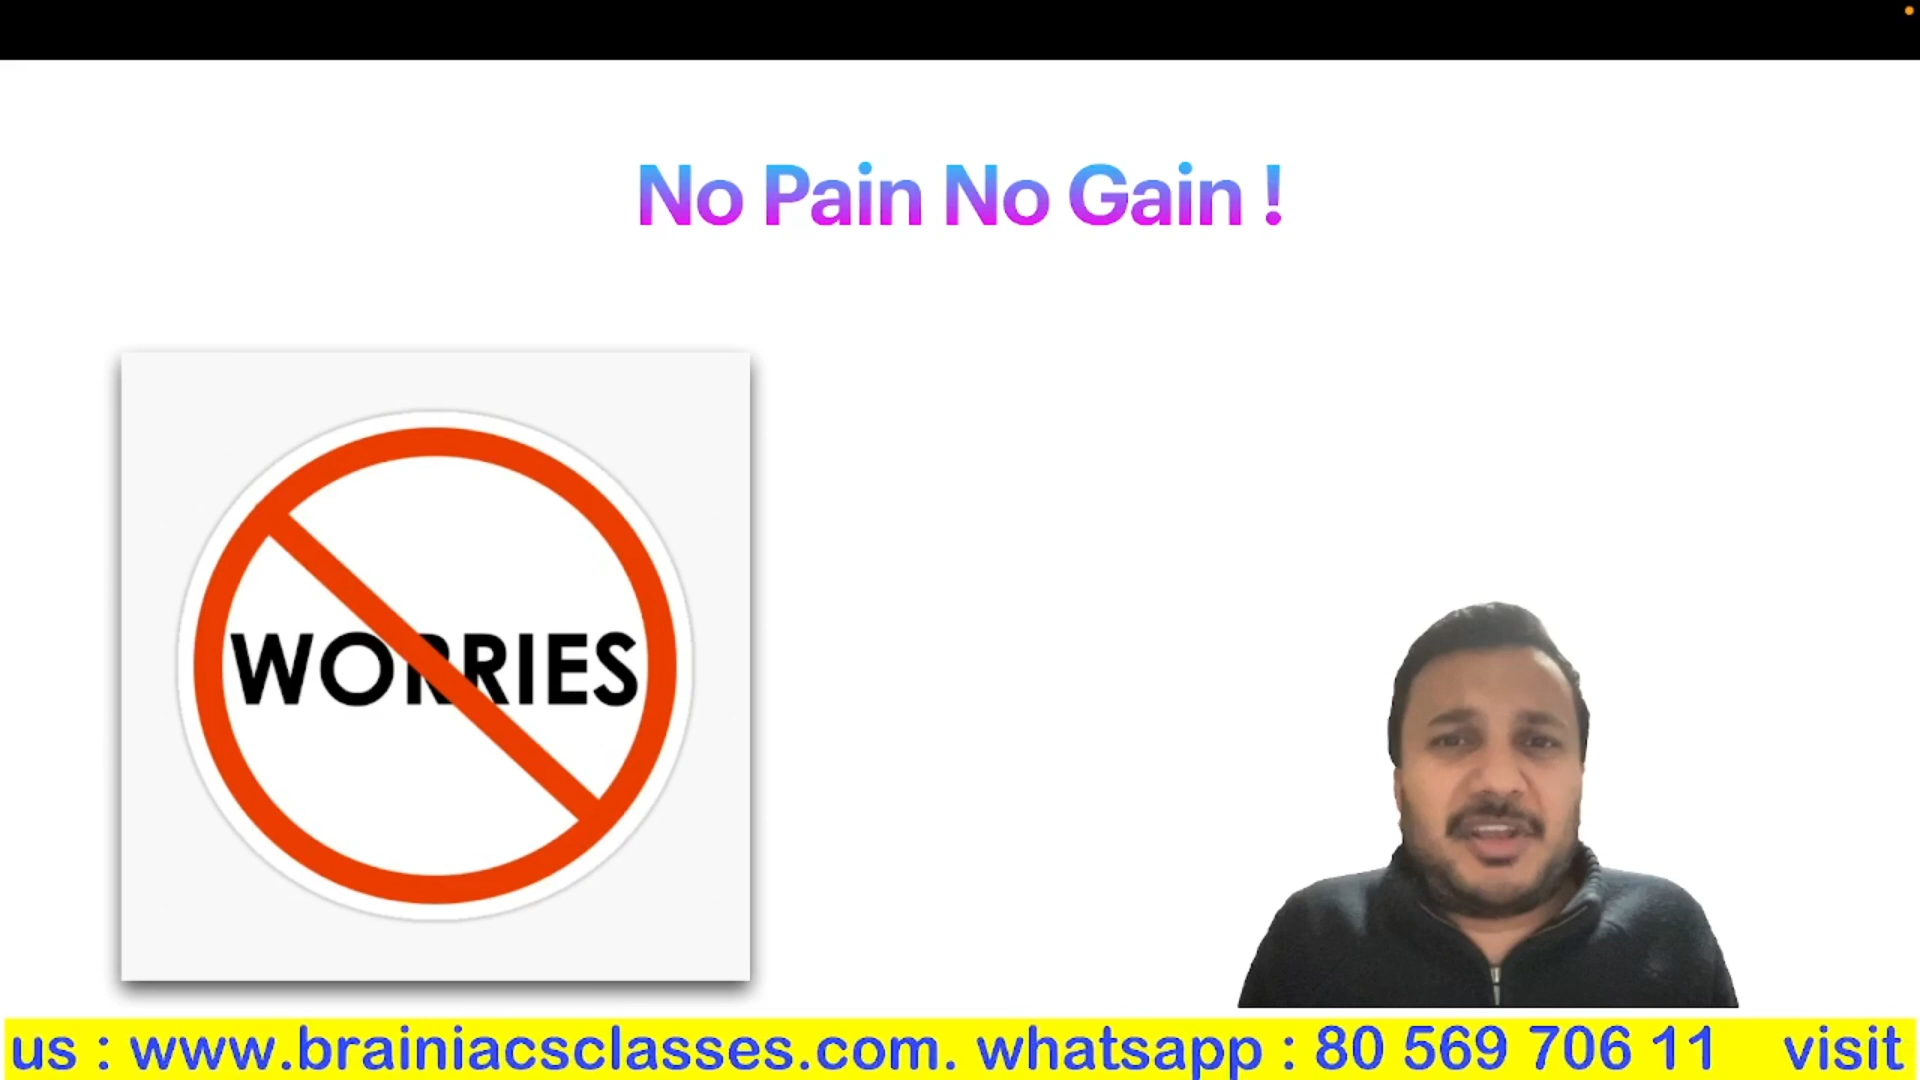 No Pain No Gain !
WORRIES
us : www.brainiacsclasses.com. whatsapp : 80 569 706 11 visit